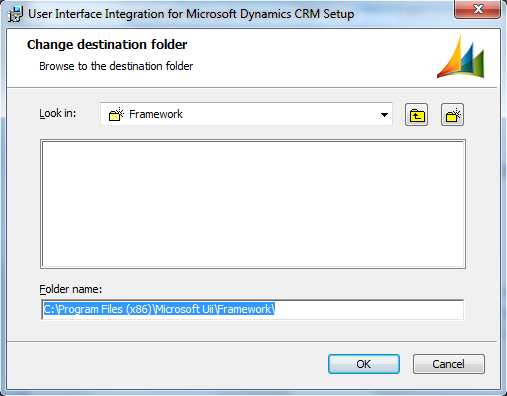 User Interface Integration for Microsoft Dynamics CRM Setup
Change destination folder
Browse to the destination folder
Look in:
Framework
Folder name:
C:\Program Files (x86)\Microsoft Uii\Framework\
OK
Cancel